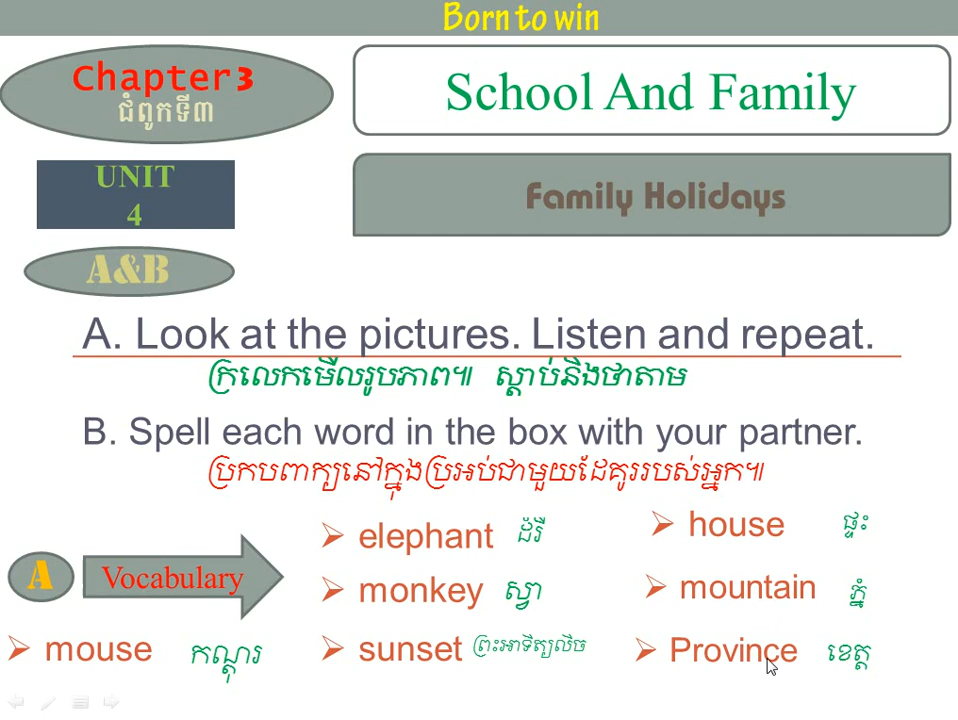 Born to win
Chapter3
ជំពូកទី៣
School And Family
UNIT
4
Family Holidays
A&B
A. Look at the pictures. Listen and repeat.
ក្រលេកមើលរូបភាព៕ ស្តាប់និងថាតាម
B. Spell each word in the box with your partner.
ប្រកបពាក្យនៅក្នុងប្រអប់ជាមួយដៃគូររបស់អ្នក៕
A
Vocabulary
elephant ដំរី
house ផ្ទះ
monkey ស្វា
mountain ភ្នំ
mouse កណ្តុរ
sunset ព្រះអាទិត្យលិច
Province ខេត្ត